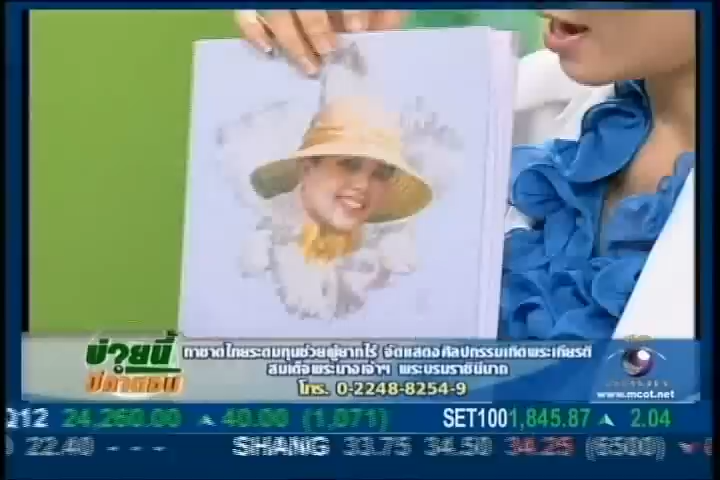 บ่ายนี้
มีคำตอบ
กาชาดไทยระดมทุนช่วยผู้ยากไร้ จัดแสดงศิลปกรรมเทิดพระเกียรติ
สมเด็จพระนางเจ้าฯ พระบรมราชินีนาถ
โทร. 0-2248-8254-9
www.mcot.net
Q12 24,260.00 ▲ 40.00 (1,071) SET100 1,845.87 ▲ 2.04
22.40 - - - SHANG 33.75 34.50 34.25 (6500)